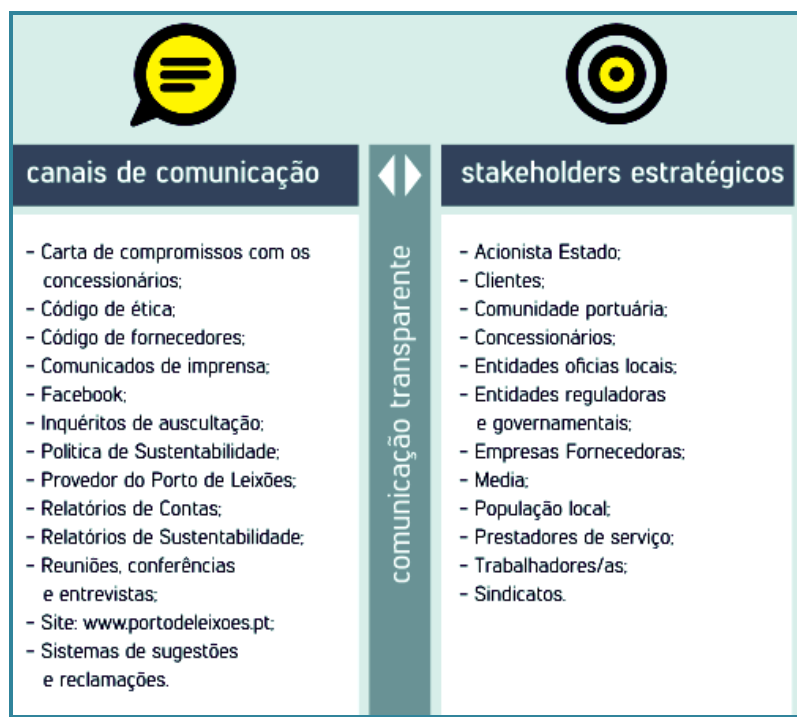 canais de comunicação
- Carta de compromissos com os
concessionários;
- Código de ética;
- Código de fornecedores;
- Comunicados de imprensa;
- Facebook;
- Inquéritos de auscultação;
- Política de Sustentabilidade;
- Provedor do Porto de Leixões;
- Relatórios de Contas;
- Relatórios de Sustentabilidade;
- Reuniões, conferências
e entrevistas;
- Site: www.portodeleixoes.pt;
- Sistemas de sugestões
e reclamações.
comunicação transparente
stakeholders estratégicos
- Acionista Estado;
- Clientes;
- Comunidade portuária;
- Concessionários;
- Entidades oficias locais;
- Entidades reguladoras
e governamentais;
- Empresas Fornecedoras;
- Media;
- População local;
- Prestadores de serviço;
- Trabalhadores/as;
- Sindicatos.